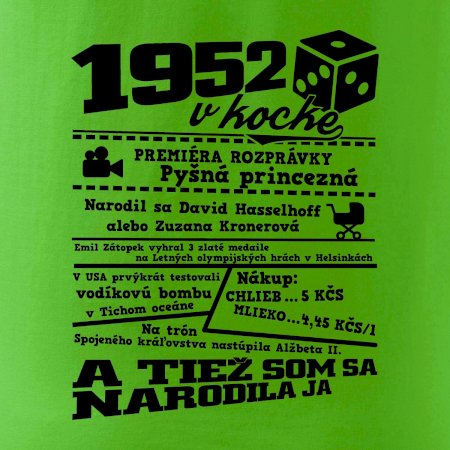 1952
v kocke
PREMIÉRA ROZPRÁVKY
Pyšná princezná
Narodil sa David Hasselhoff
alebo Zuzana Kronerová
Emil Zátopek vyhral 3 zlaté medaile
na Letných olympijských hrách v Helsinkách
V USA prvýkrát testovali
vodíkovú bombu
v Tichom oceáne
Nákup:
CHLIEB ... 5 KČS
MLIEKO...4,45 KČS/l
Na trón
Spojeného kráľovstva nastúpila Alžbeta II.
A TIEŽ SOM SA
NARODILA JA